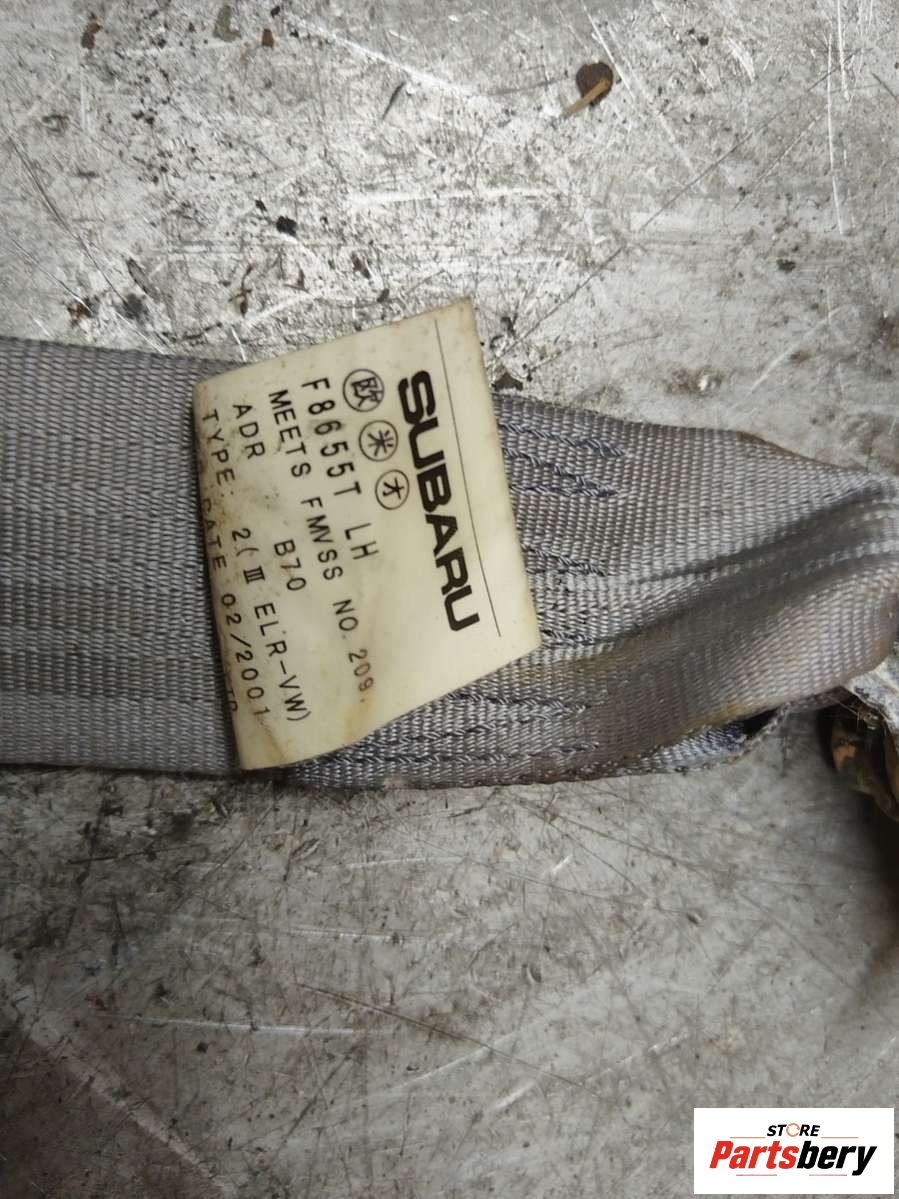 SUBARU
欧 米 オ
F8655T LH
MEETS FMVSS NO. 209.
ADR B70
TYPE: 2(Ⅲ ELR-VW)
DATE 02/2001
STORE
Partsbery